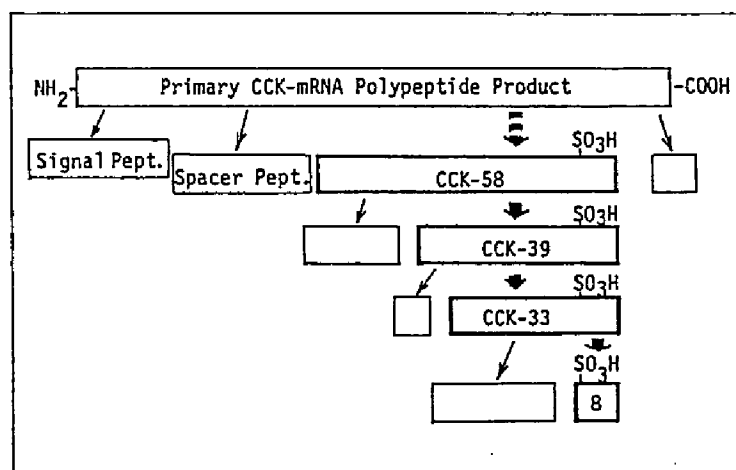 NH2- Primary CCK-mRNA Polypeptide Product -COOH
SO3H
Signal Pept.
Spacer Pept.
CCK-58
SO3H
CCK-39
SO3H
CCK-33
SO3H
8